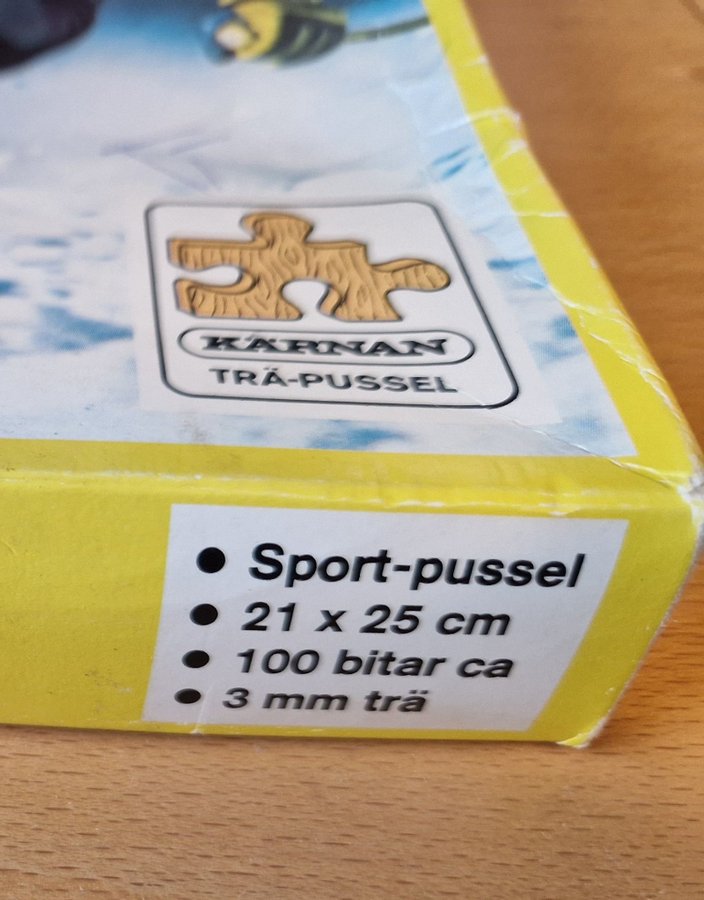 KÄRNAN
TRÄ-PUSSEL
• Sport-pussel
• 21 x 25 cm
• 100 bitar ca
• 3 mm trä